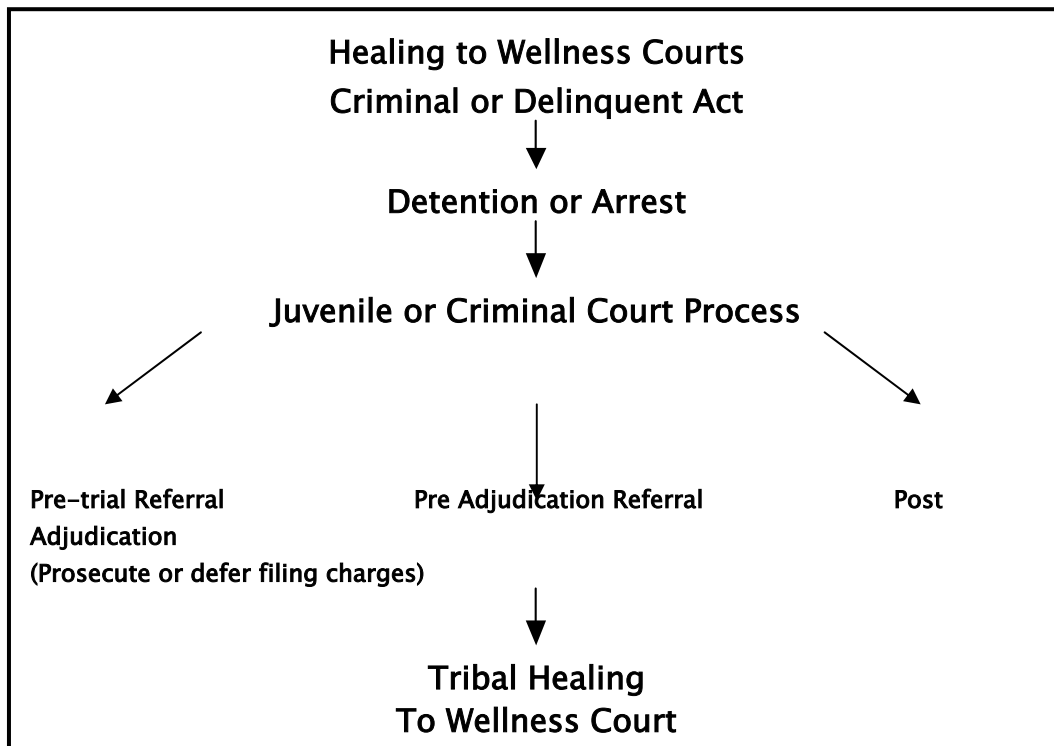 Healing to Wellness Courts
Criminal or Delinquent Act
Detention or Arrest
Juvenile or Criminal Court Process
Pre-trial Referral Pre Adjudication Referral Post
Adjudication
(Prosecute or defer filing charges)
Tribal Healing
To Wellness Court